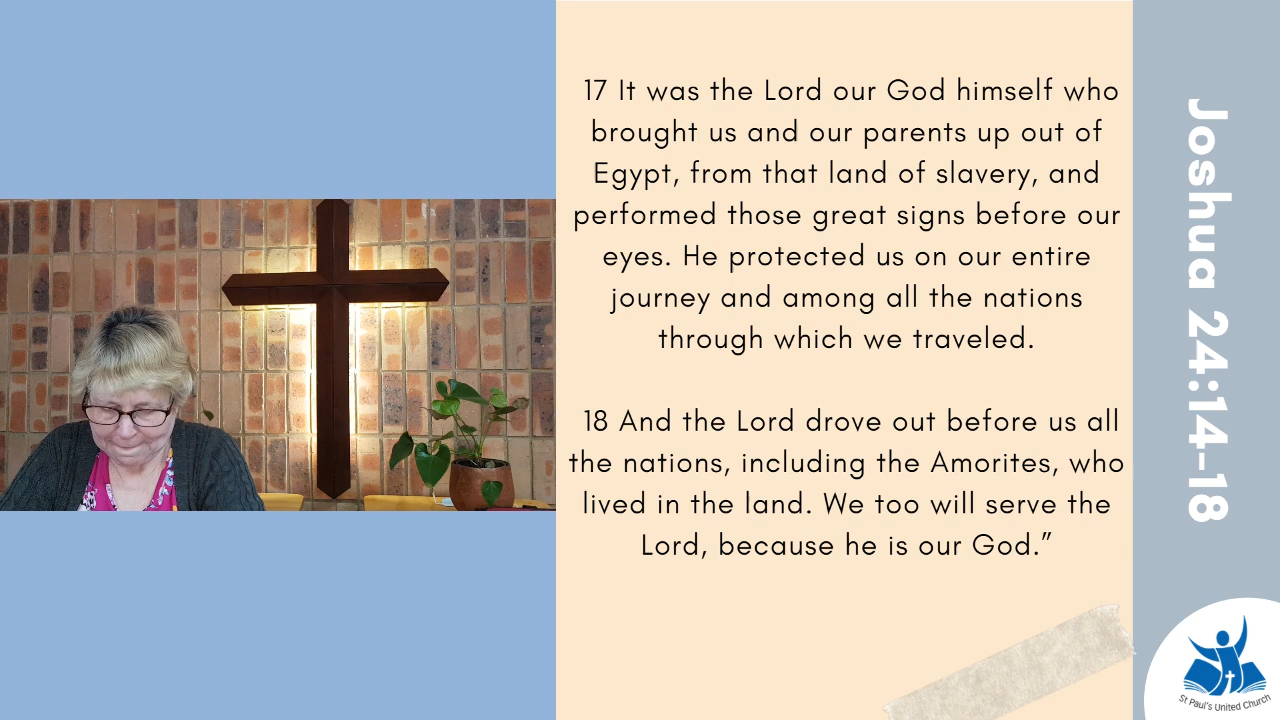 17 It was the Lord our God himself who
brought us and our parents up out of
Egypt, from that land of slavery, and
performed those great signs before our
eyes. He protected us on our entire
journey and among all the nations
through which we traveled.
18 And the Lord drove out before us all
the nations, including the Amorites, who
lived in the land. We too will serve the
Lord, because he is our God.”
Joshua 24:14-18
St Paul's United Church